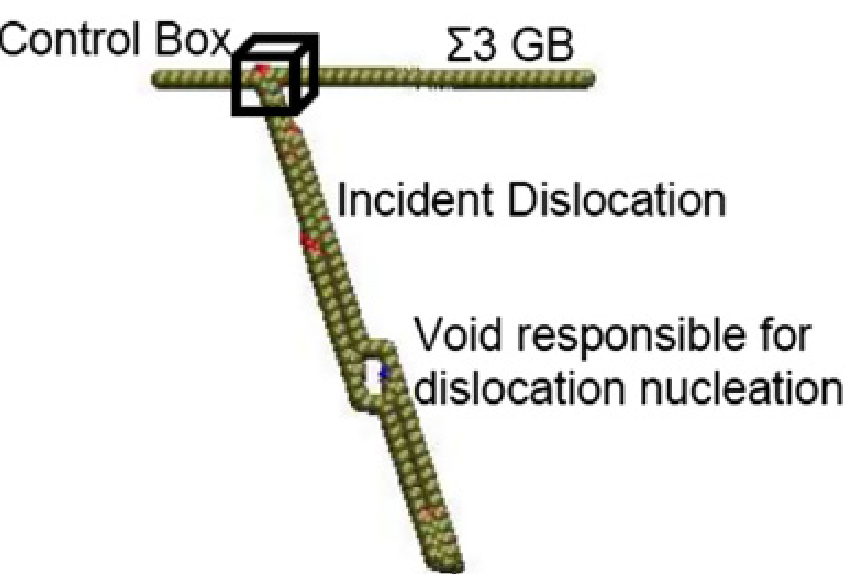 Control Box
Σ3 GB
Incident Dislocation
Void responsible for
dislocation nucleation